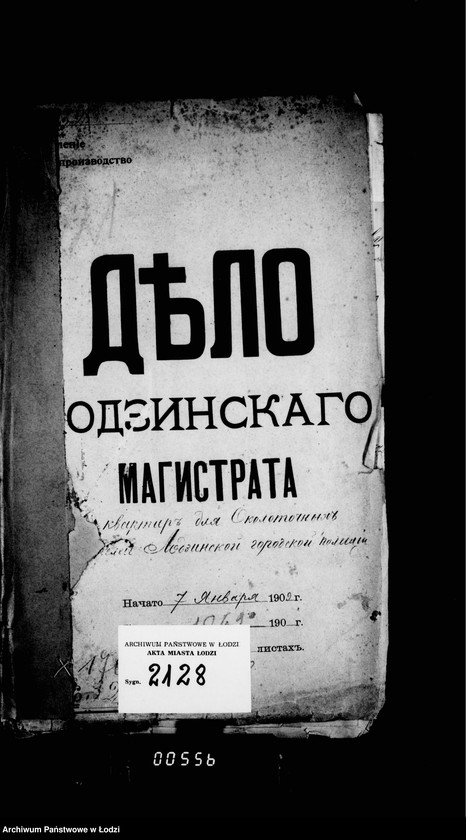 леніе
производство
ДѢЛО
ОДЗИНСКАГО
МАГИСТРАТА
квартиръ для Околоточныхъ
Лодзинской городской полиціи
Начато 7 Января 1902 г.
190 г.
листахъ.
ARCHIWUM PAŃSTWOWE W ŁODZI
AKTA MIASTA ŁODZI
Sygn. 2128
00556
Archiwum Państwowe w Łodzi